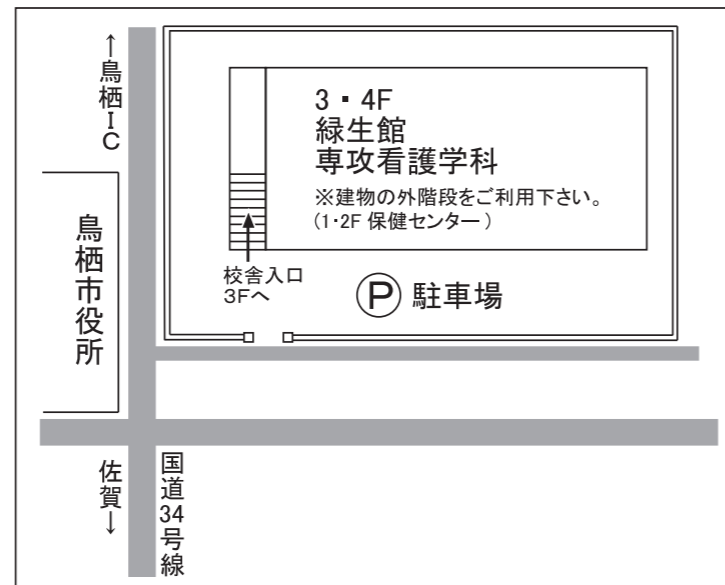 ↑鳥栖IC
鳥栖市役所
佐賀↓
国道34号線
3・4F
緑生館
専攻看護学科
※建物の外階段をご利用下さい。
(1・2F 保健センター)
校舎入口
3Fへ
Ⓟ 駐車場